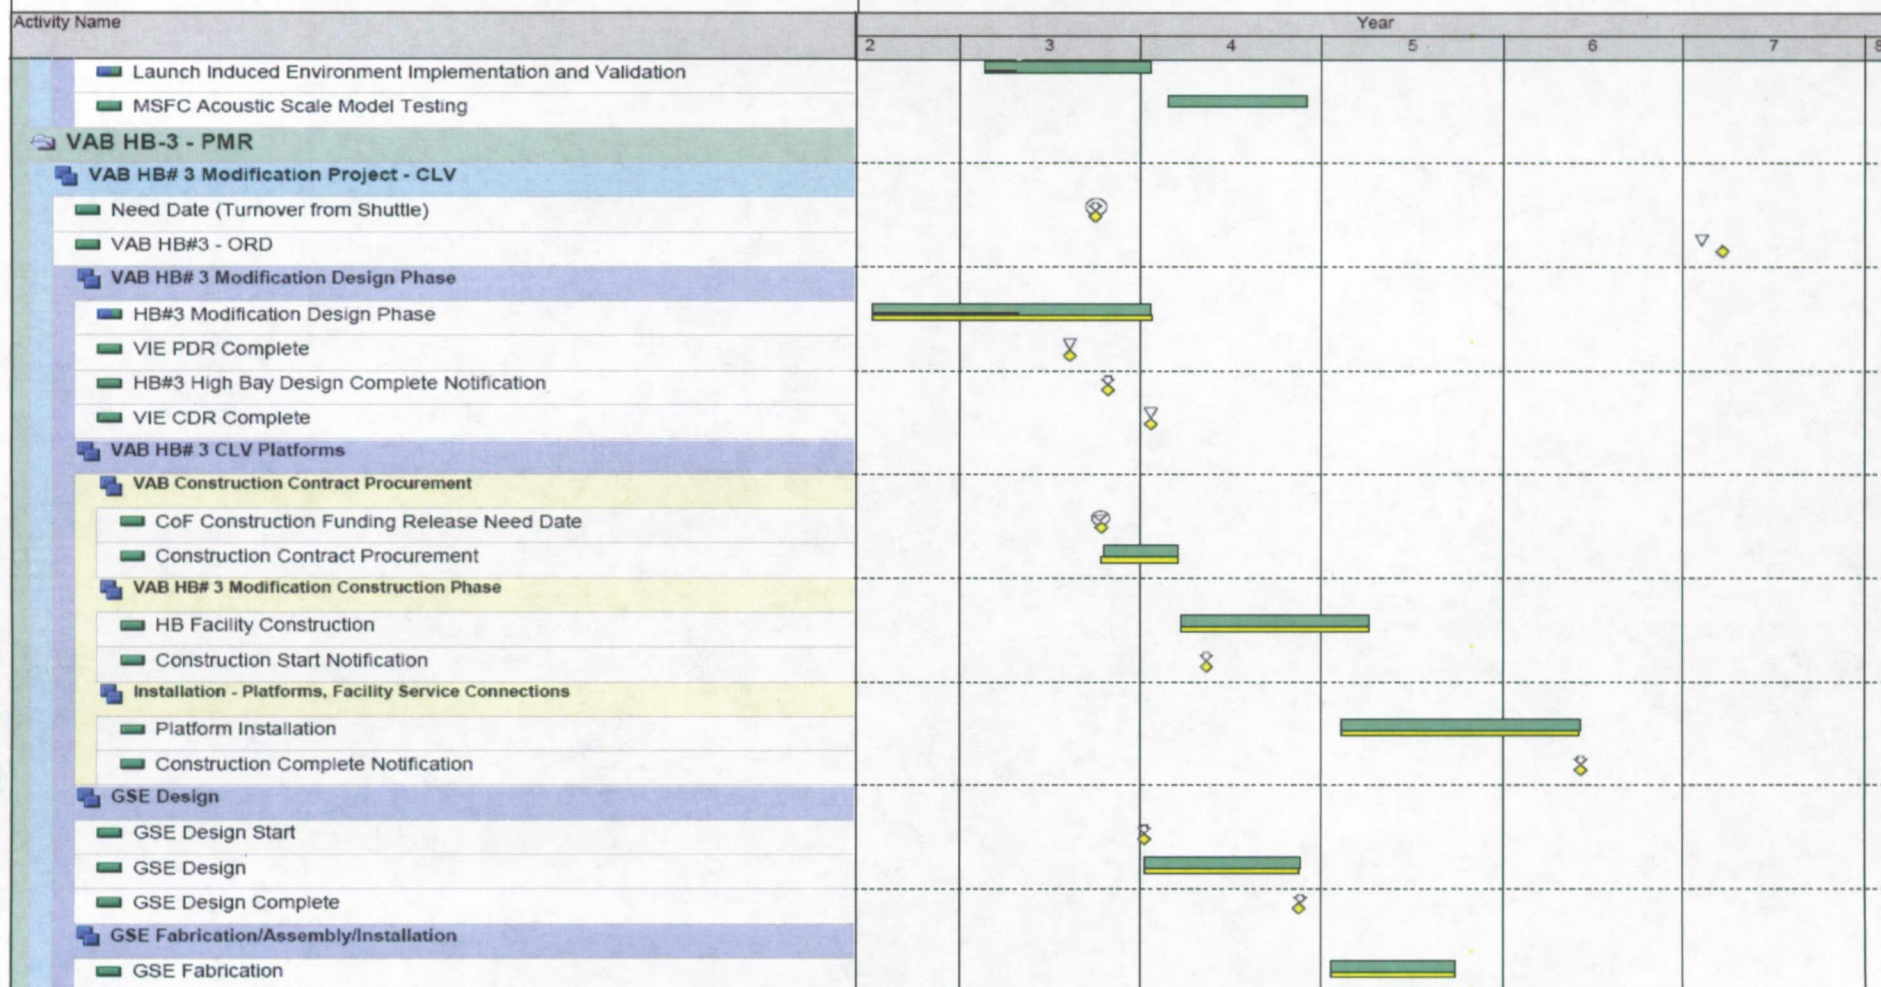 Activity Name
Year
2 3 4 5 6 7 8
Launch Induced Environment Implementation and Validation
MSFC Acoustic Scale Model Testing
VAB HB-3 - PMR
VAB HB# 3 Modification Project - CLV
Need Date (Turnover from Shuttle)
VAB HB#3 - ORD
VAB HB# 3 Modification Design Phase
HB#3 Modification Design Phase
VIE PDR Complete
HB#3 High Bay Design Complete Notification
VIE CDR Complete
VAB HB# 3 CLV Platforms
VAB Construction Contract Procurement
CoF Construction Funding Release Need Date
Construction Contract Procurement
VAB HB# 3 Modification Construction Phase
HB Facility Construction
Construction Start Notification
Installation - Platforms, Facility Service Connections
Platform Installation
Construction Complete Notification
GSE Design
GSE Design Start
GSE Design
GSE Design Complete
GSE Fabrication/Assembly/Installation
GSE Fabrication